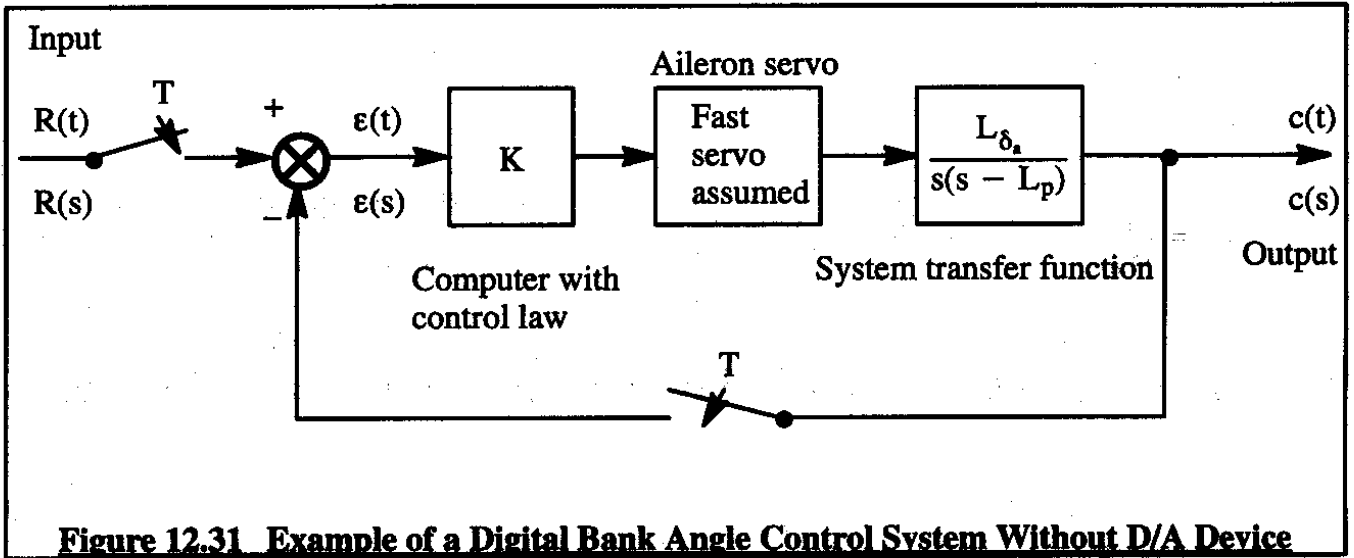 Input
T
R(t)
R(s)
+
−
ε(t)
ε(s)
K
Computer with
control law
Aileron servo
Fast
servo
assumed
L_{δ_a}
s(s − L_p)
System transfer function
c(t)
c(s)
Output
T
Figure 12.31 Example of a Digital Bank Angle Control System Without D/A Device